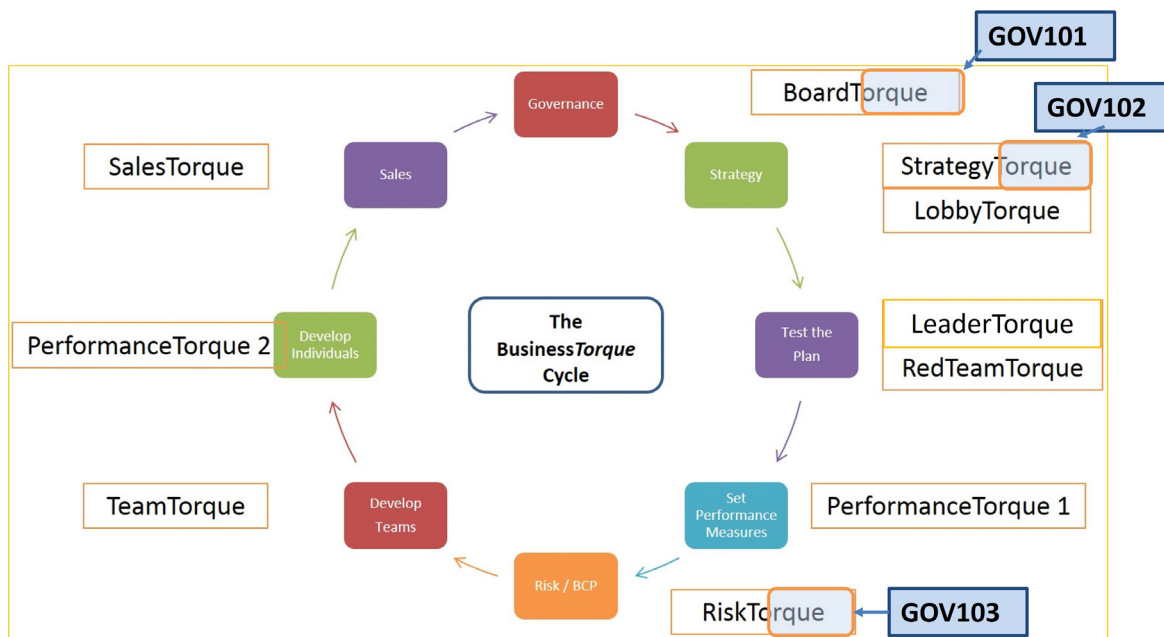 GOV101
BoardTorque
GOV102
Governance
SalesTorque
Sales
Strategy
StrategyTorque
LobbyTorque
The
BusinessTorque
Cycle
PerformanceTorque 2
Develop
Individuals
Test the
Plan
LeaderTorque
RedTeamTorque
TeamTorque
Develop
Teams
Set
Performance
Measures
PerformanceTorque 1
Risk / BCP
RiskTorque
GOV103